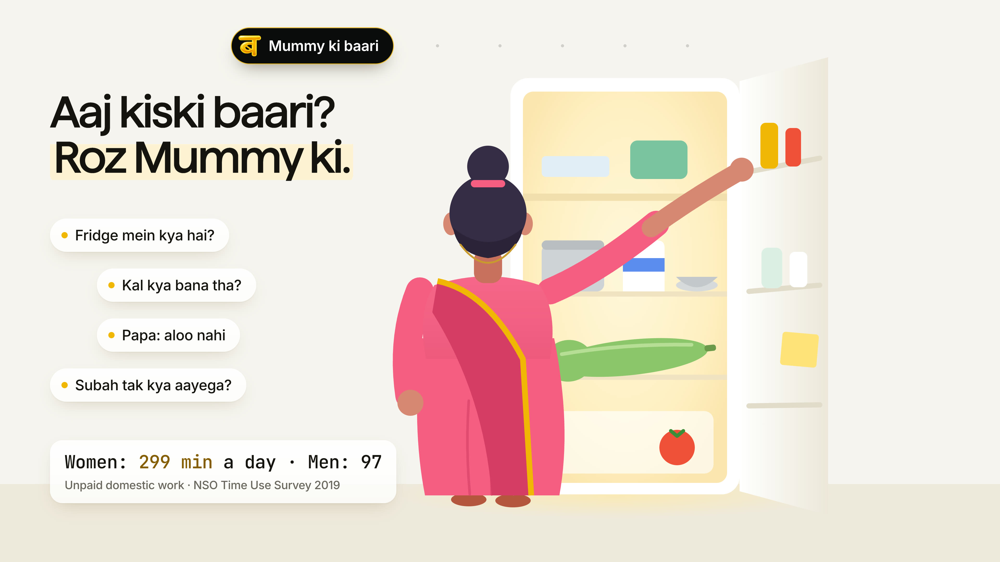 ब Mummy ki baari
Aaj kiski baari?
Roz Mummy ki.
Fridge mein kya hai?
Kal kya bana tha?
Papa: aloo nahi
Subah tak kya aayega?
Women: 299 min a day · Men: 97
Unpaid domestic work · NSO Time Use Survey 2019